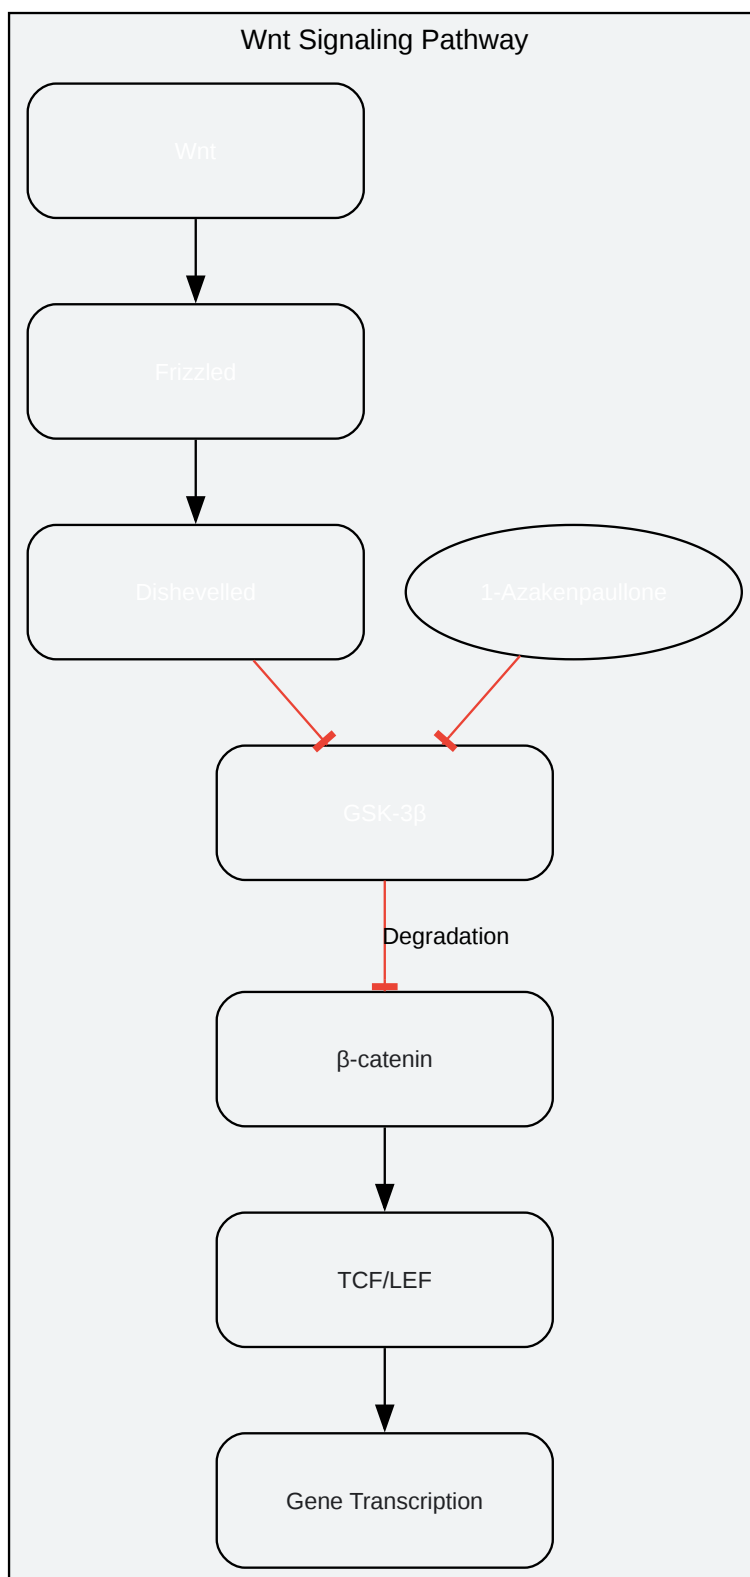 Wnt Signaling Pathway
Wnt
Frizzled
Dishevelled
1-Azakenpaullone
GSK-3β
Degradation
β-catenin
TCF/LEF
Gene Transcription